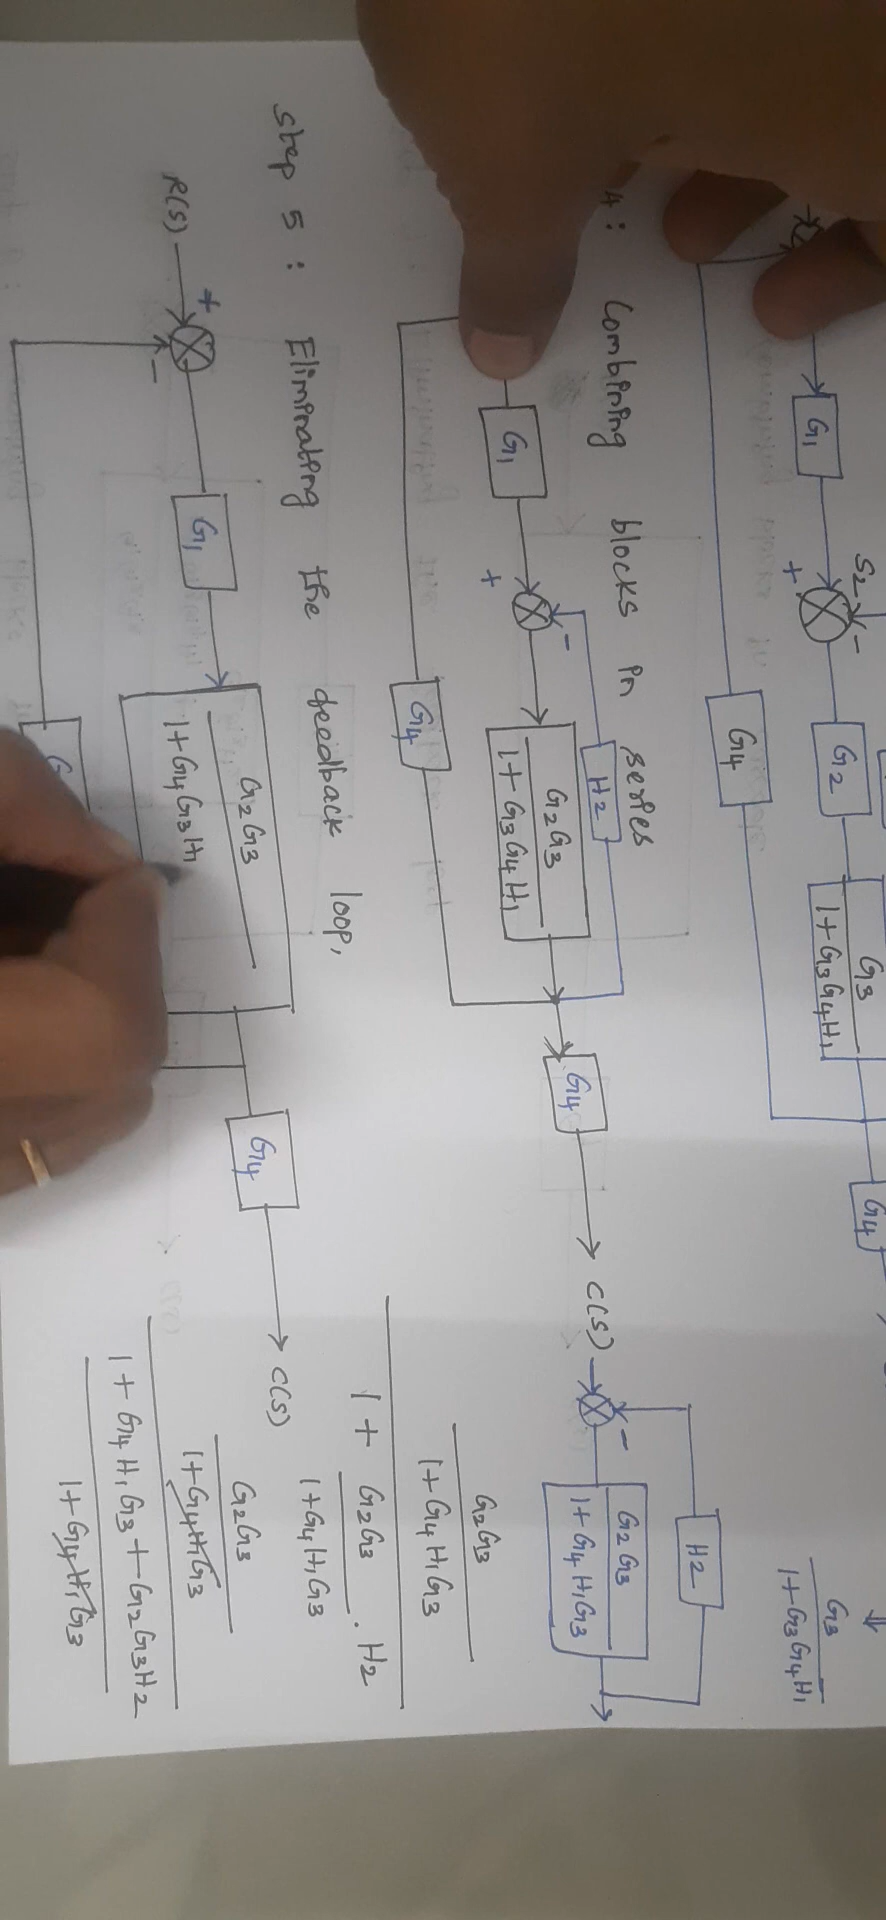 G1
S2
-
+
G2
G3
1+G3G4H1
G4
G4
G3
1+G3G4H1
4: Combining blocks in series
H2
-
G1
+
G2G3
1+G3G4H1
G4
C(S)
G4
H2
-
G2G3
1+G4H1G3
G2G3
1+G4H1G3
1+ G2G3 . H2
1+G4H1G3
Step 5: Eliminating the feedback loop,
R(S)
+
-
G1
G2G3
1+G4G3H1
G4
C(S)
G2G3
1+G4H1G3
1+G4H1G3+G2G3H2
1+G4H1G3